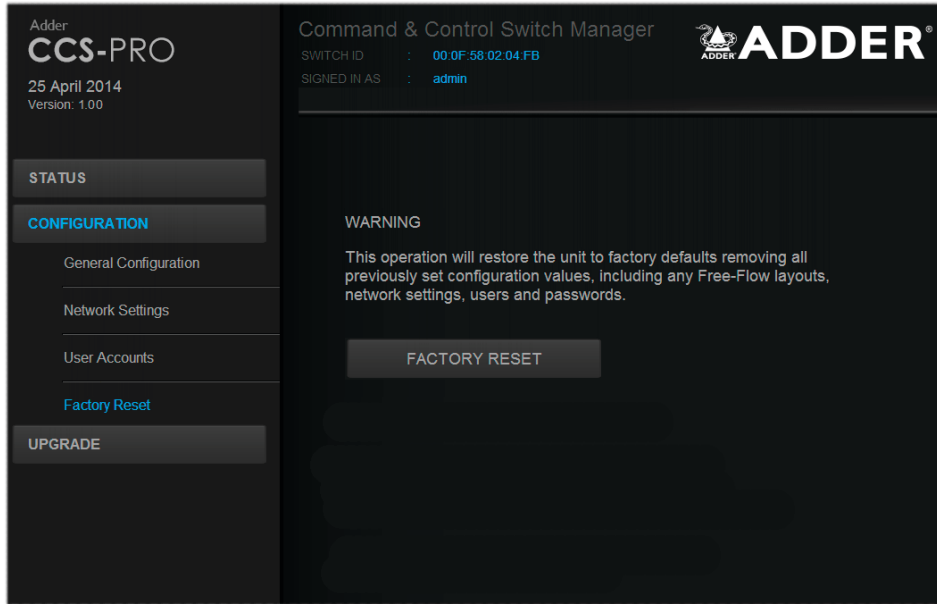 Adder
CCS-PRO
25 April 2014
Version: 1.00
Command & Control Switch Manager
SWITCH ID : 00:0F:58:02:04:FB
SIGNED IN AS : admin
ADDER
ADDER®
STATUS
CONFIGURATION
General Configuration
Network Settings
User Accounts
Factory Reset
UPGRADE
WARNING
This operation will restore the unit to factory defaults removing all
previously set configuration values, including any Free-Flow layouts,
network settings, users and passwords.
FACTORY RESET